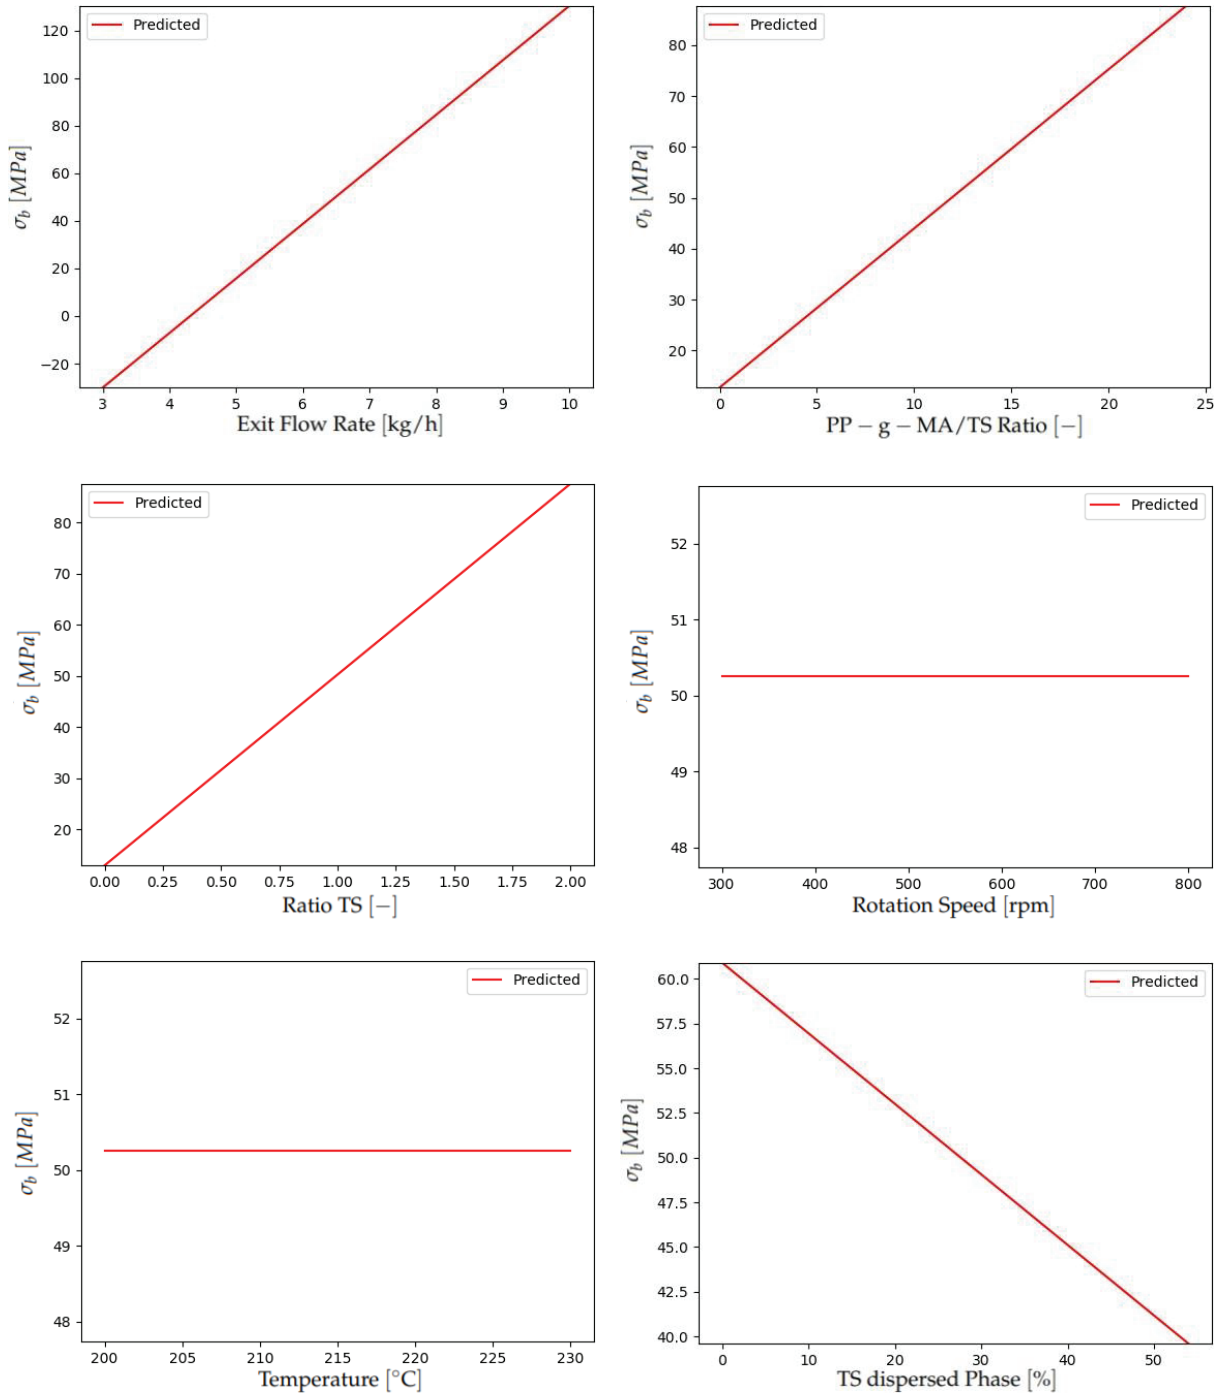 Predicted
120
100
80
60
40
20
0
−20
σb [MPa]
3 4 5 6 7 8 9 10
Exit Flow Rate [kg/h]
Predicted
80
70
60
50
40
30
20
σb [MPa]
0 5 10 15 20 25
PP − g − MA/TS Ratio [−]
Predicted
80
70
60
50
40
30
20
σb [MPa]
0.00 0.25 0.50 0.75 1.00 1.25 1.50 1.75 2.00
Ratio TS [−]
Predicted
52
51
50
49
48
σb [MPa]
300 400 500 600 700 800
Rotation Speed [rpm]
Predicted
52
51
50
49
48
σb [MPa]
200 205 210 215 220 225 230
Temperature [°C]
Predicted
60.0
57.5
55.0
52.5
50.0
47.5
45.0
42.5
40.0
σb [MPa]
0 10 20 30 40 50
TS dispersed Phase [%]